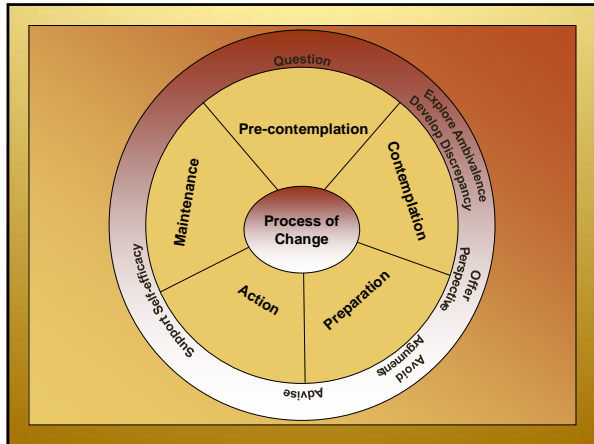 Question
Explore Ambivalence
Develop Discrepancy
Offer
Perspective
Avoid
Arguments
Advise
Support Self-efficacy
Pre-contemplation
Contemplation
Preparation
Action
Maintenance
Process of
Change